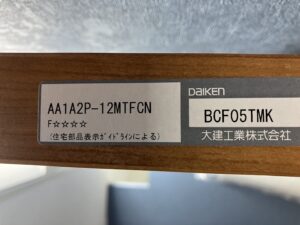 AA1A2P-12MTFCN
F☆☆☆☆
(住宅部品表示ガイドラインによる)
DAIKEN
BCF05TMK
大建工業株式会社